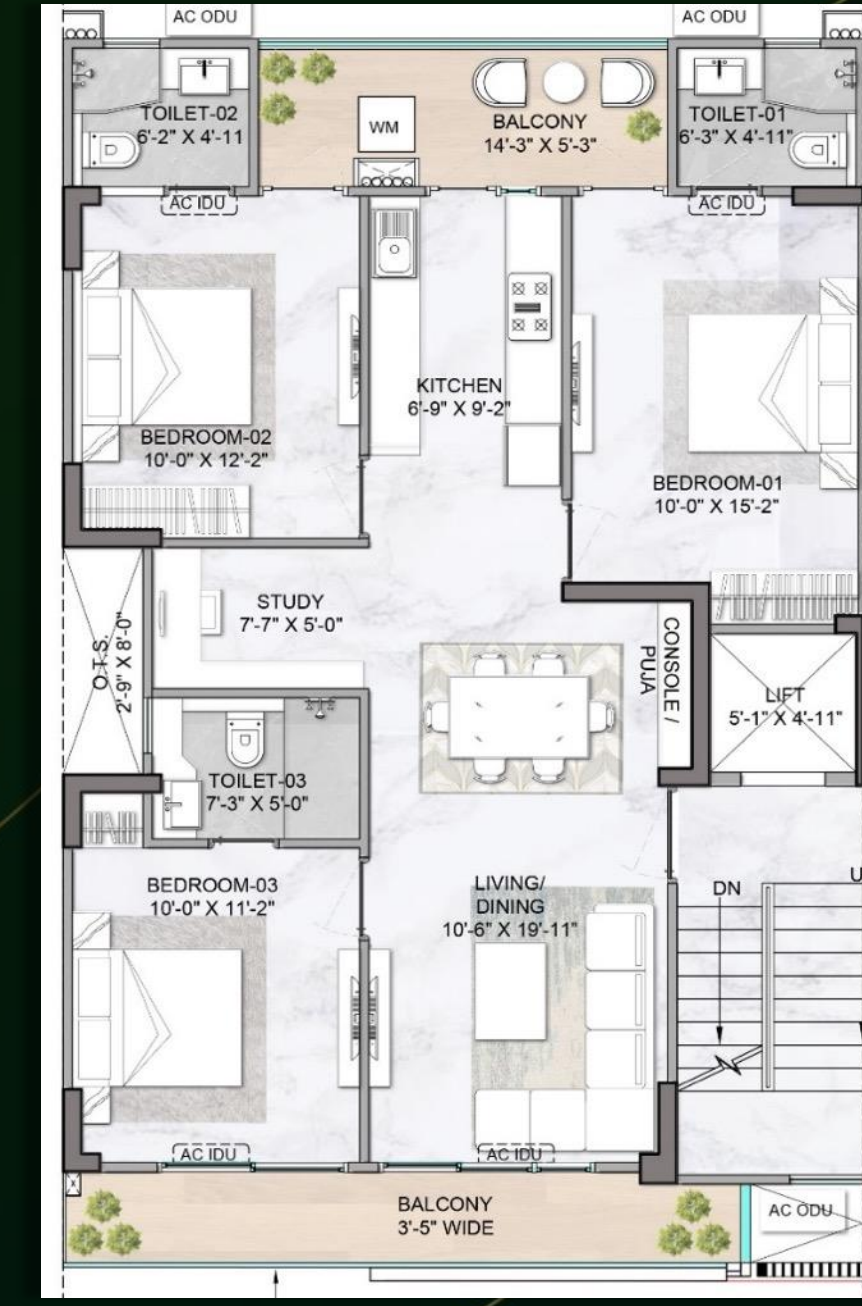 AC ODU
AC ODU
TOILET-02
6'-2" X 4'-11
WM
BALCONY
14'-3" X 5'-3"
TOILET-01
6'-3" X 4'-11"
AC IDU
AC IDU
KITCHEN
6'-9" X 9'-2"
BEDROOM-02
10'-0" X 12'-2"
BEDROOM-01
10'-0" X 15'-2"
STUDY
7'-7" X 5'-0"
O.T.S.
2'-9" X 8'-0"
CONSOLE /
PUJA
LIFT
5'-1" X 4'-11"
TOILET-03
7'-3" X 5'-0"
BEDROOM-03
10'-0" X 11'-2"
LIVING/
DINING
10'-6" X 19'-11"
DN
U
AC IDU
AC IDU
BALCONY
3'-5" WIDE
AC ODU